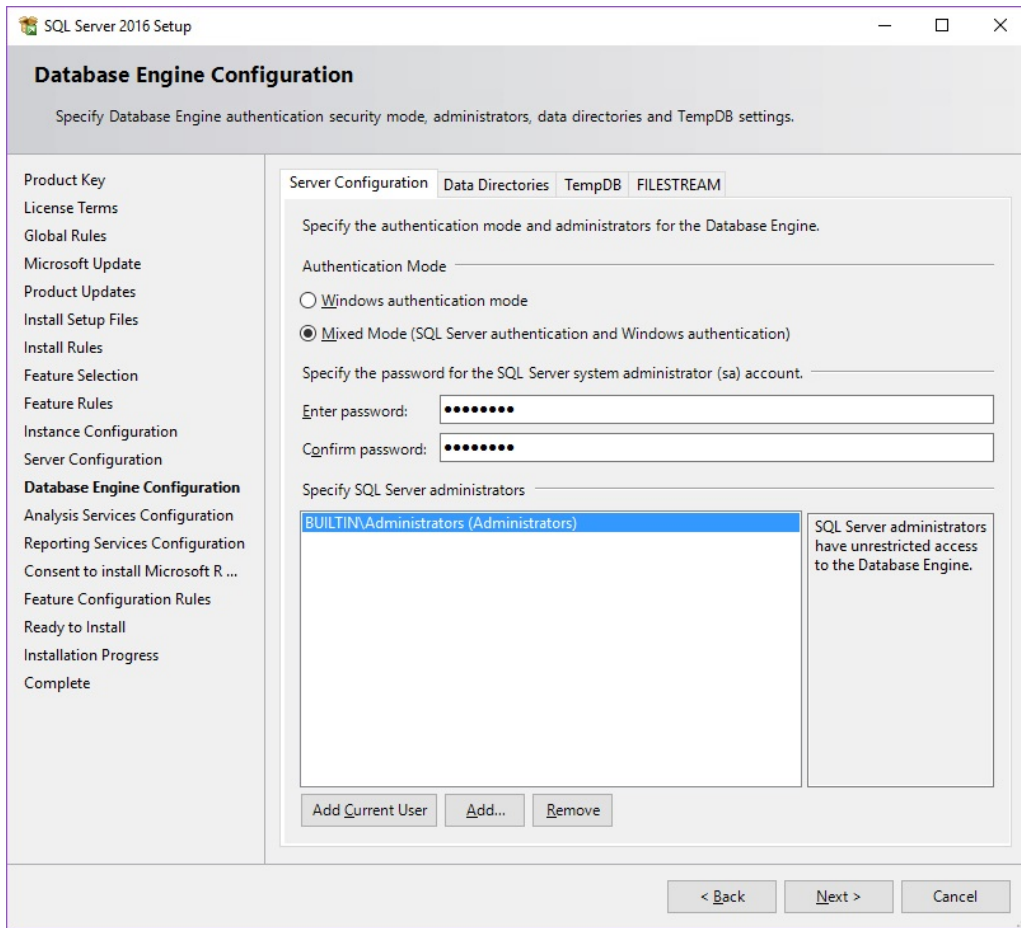 SQL Server 2016 Setup
Database Engine Configuration
Specify Database Engine authentication security mode, administrators, data directories and TempDB settings.
Product Key
License Terms
Global Rules
Microsoft Update
Product Updates
Install Setup Files
Install Rules
Feature Selection
Feature Rules
Instance Configuration
Server Configuration
Database Engine Configuration
Analysis Services Configuration
Reporting Services Configuration
Consent to install Microsoft R ...
Feature Configuration Rules
Ready to Install
Installation Progress
Complete
Server Configuration Data Directories TempDB FILESTREAM
Specify the authentication mode and administrators for the Database Engine.
Authentication Mode
Windows authentication mode
Mixed Mode (SQL Server authentication and Windows authentication)
Specify the password for the SQL Server system administrator (sa) account.
Enter password: ●●●●●●●●
Confirm password: ●●●●●●●●
Specify SQL Server administrators
BUILTIN\Administrators (Administrators)
SQL Server administrators
have unrestricted access
to the Database Engine.
Add Current User Add... Remove
< Back Next > Cancel